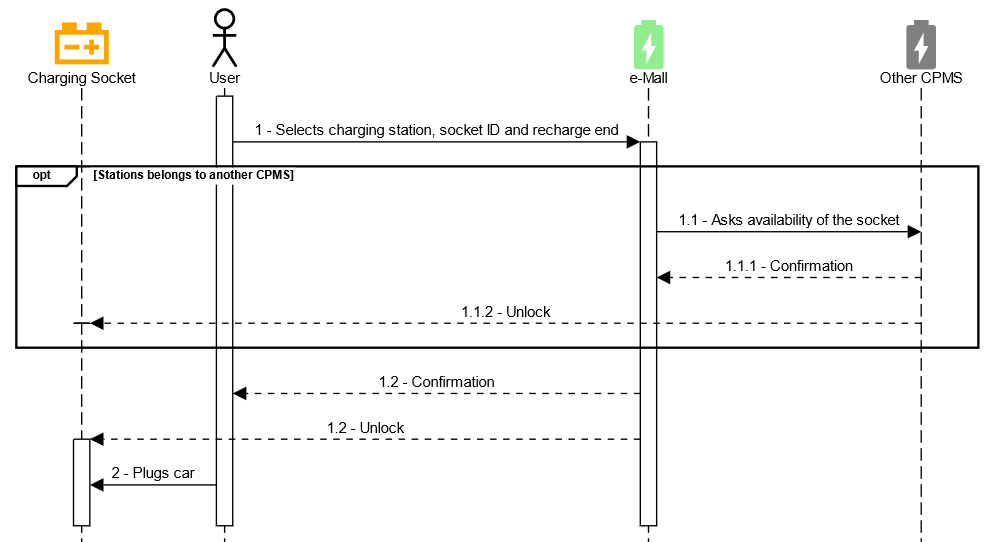 Charging Socket
User
e-Mall
Other CPMS
1 - Selects charging station, socket ID and recharge end
opt
[Stations belongs to another CPMS]
1.1 - Asks availability of the socket
1.1.1 - Confirmation
1.1.2 - Unlock
1.2 - Confirmation
1.2 - Unlock
2 - Plugs car